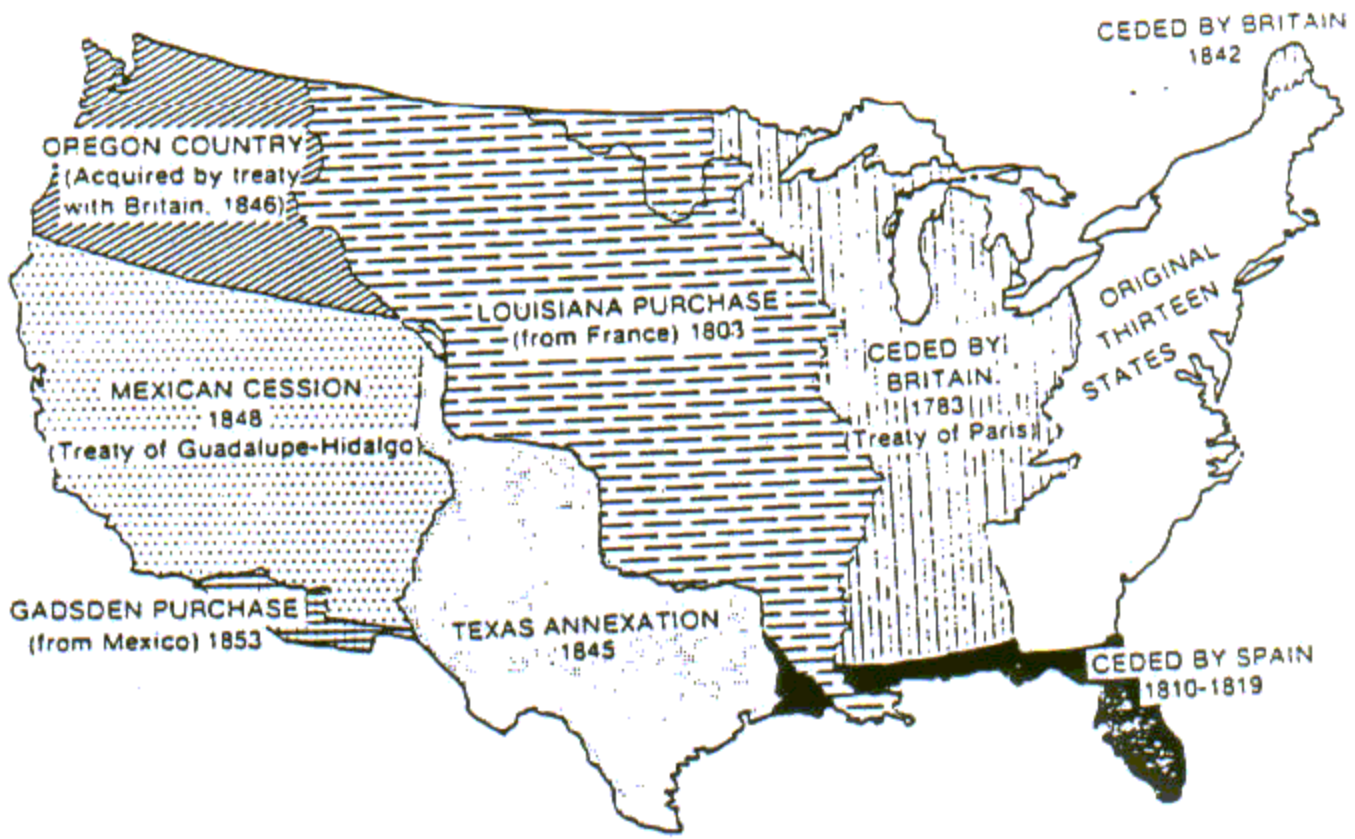 CEDED BY BRITAIN
1842
OREGON COUNTRY
(Acquired by treaty
with Britain, 1846)
LOUISIANA PURCHASE
(from France) 1803
ORIGINAL
THIRTEEN
STATES
CEDED BY
BRITAIN
1783
(Treaty of Paris)
MEXICAN CESSION
1848
(Treaty of Guadalupe-Hidalgo)
GADSDEN PURCHASE
(from Mexico) 1853
TEXAS ANNEXATION
1845
CEDED BY SPAIN
1810-1819